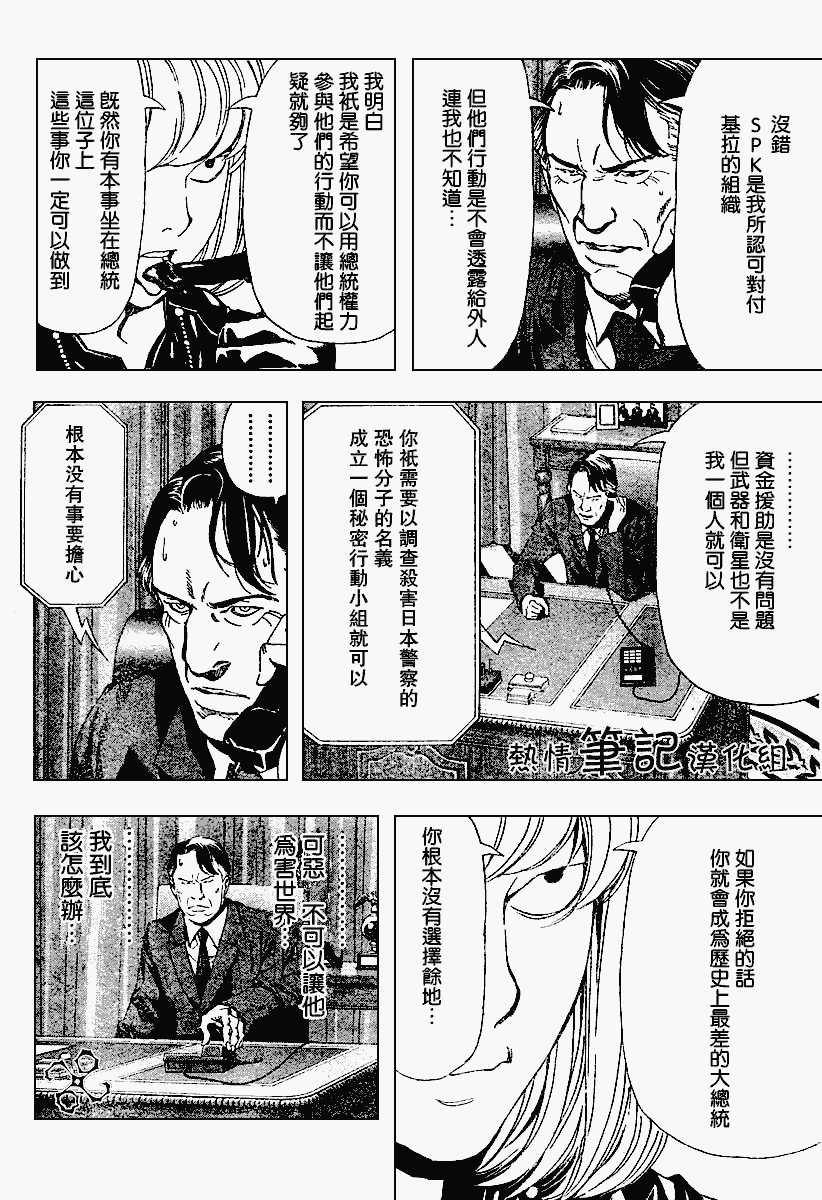 沒錯
SPK是我所認可對付
基拉的組織
但他們行動是不會透露給外人
連我也不知道…
我明白
我衹是希望你可以用總統權力
參與他們的行動而不讓他們起
疑就夠了
既然你有本事坐在總統
這位子上
這些事你一定可以做到
……………
資金援助是沒有問題
但武器和衛星也不是
我一個人就可以
你衹需要以調查殺害日本警察的
恐怖分子的名義
成立一個秘密行動小組就可以
…………
根本没有事要擔心
熱情筆記漢化組
如果你拒絕的話
你就會成爲歷史上最差的大總統
你根本沒有選擇餘地…
……………
可惡 不可以讓他
爲害世界…
我到底
該怎麼辦…